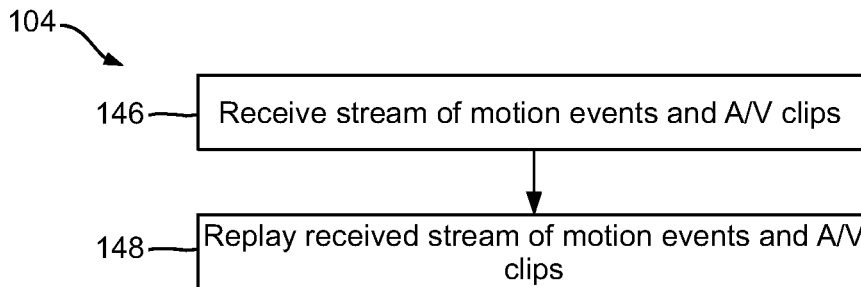 104
146
Receive stream of motion events and A/V clips
148
Replay received stream of motion events and A/V
clips